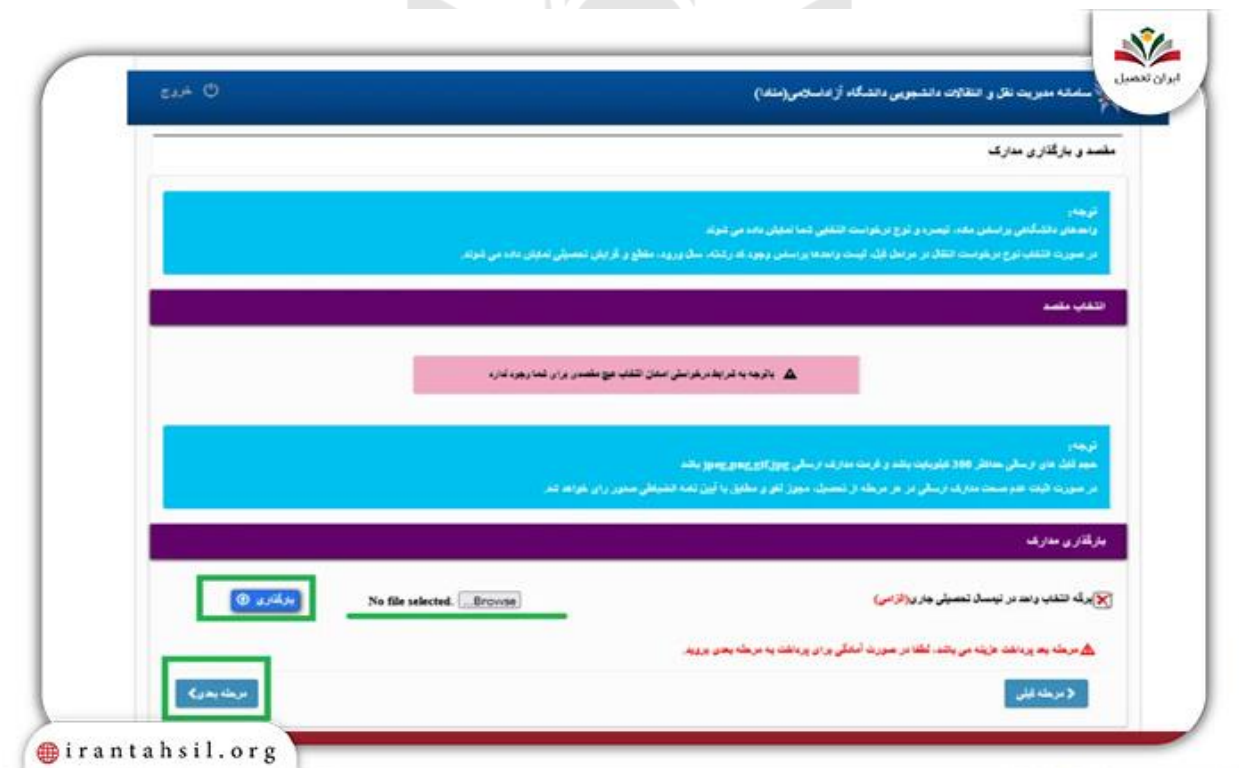 ایران تحصیل
سامانه مدیریت نقل و انتقالات دانشجویی دانشگاه آزاداسلامی(منادا)
خروج
مقصد و بارگذاری مدارک
توجه:
واحدهای دانشگاهی براساس ماده، تبصره و نوع درخواست انتخابی شما نمایش داده می شوند
در صورت انتخاب نوع درخواست انتقال در مراحل قبل، لیست واحدها براساس وجود کد رشته، سال ورود، مقطع و گرایش تحصیلی نمایش داده می شوند.
انتخاب مقصد
باتوجه به شرایط درخواستی امکان انتخاب هیچ مقصدی برای شما وجود ندارد
توجه:
حجم فایل های ارسالی حداکثر 300 کیلوبایت باشد و فرمت مدارک ارسالی jpeg,png,gif,jpg باشد
در صورت اثبات عدم صحت مدارک ارسالی در هر مرحله از تحصیل، مجوز لغو و مطابق با آیین نامه انضباطی صدور رای خواهد شد.
بارگذاری مدارک
برگه انتخاب واحد در نیمسال تحصیلی جاری(الزامی)
Browse... No file selected.
بارگذاری
مرحله بعد پرداخت هزینه می باشد، لطفا در صورت آمادگی برای پرداخت به مرحله بعدی بروید.
مرحله قبلی
مرحله بعدی
irantahsil.org